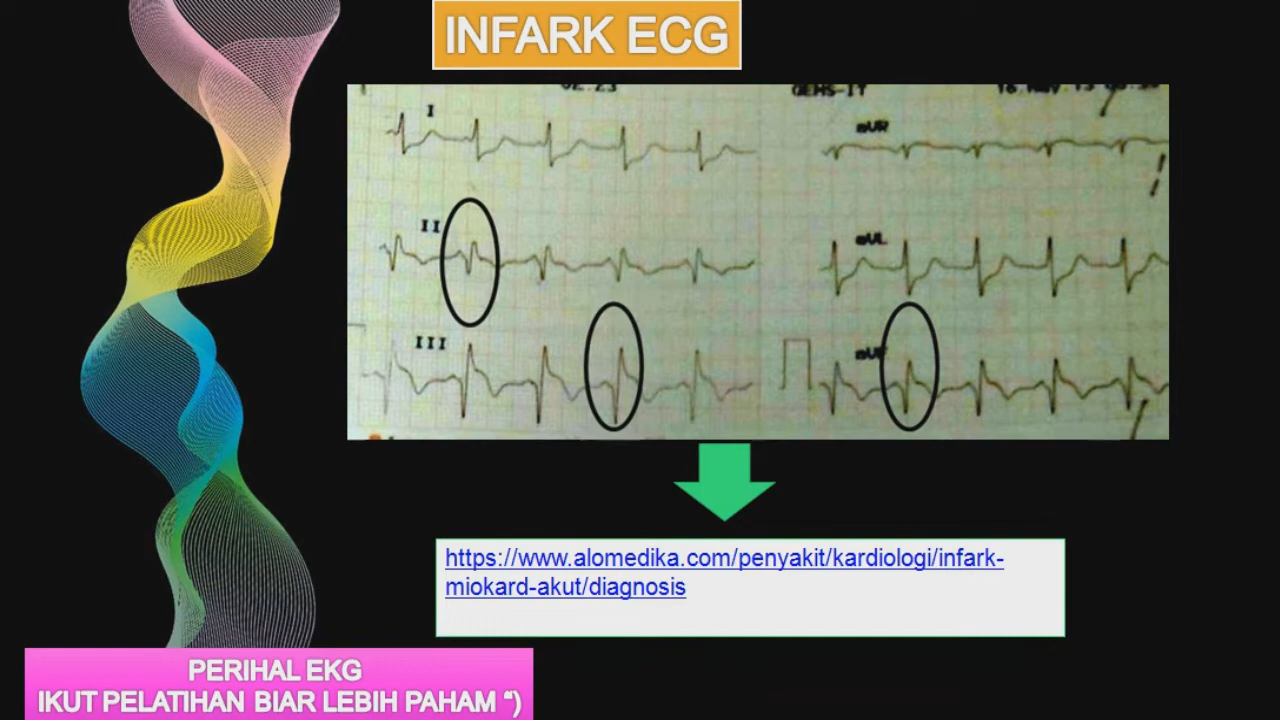 INFARK ECG
I
aVR
II
aVL
III
https://www.alomedika.com/penyakit/kardiologi/infark-
miokard-akut/diagnosis
PERIHAL EKG
IKUT PELATIHAN BIAR LEBIH PAHAM “)